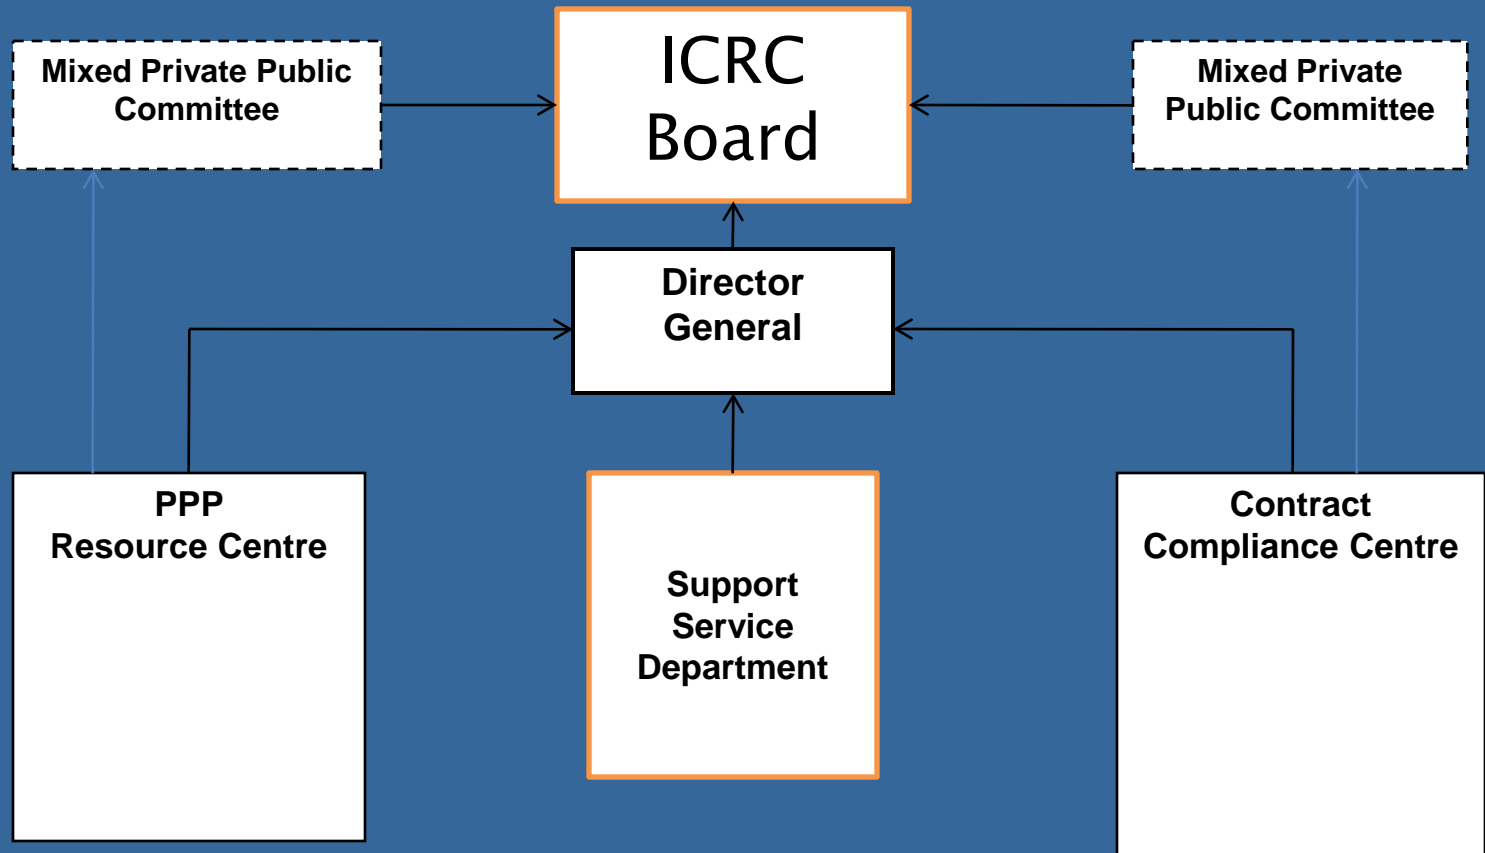 Mixed Private Public
Committee
ICRC
Board
Mixed Private
Public Committee
Director
General
PPP
Resource Centre
Support
Service
Department
Contract
Compliance Centre